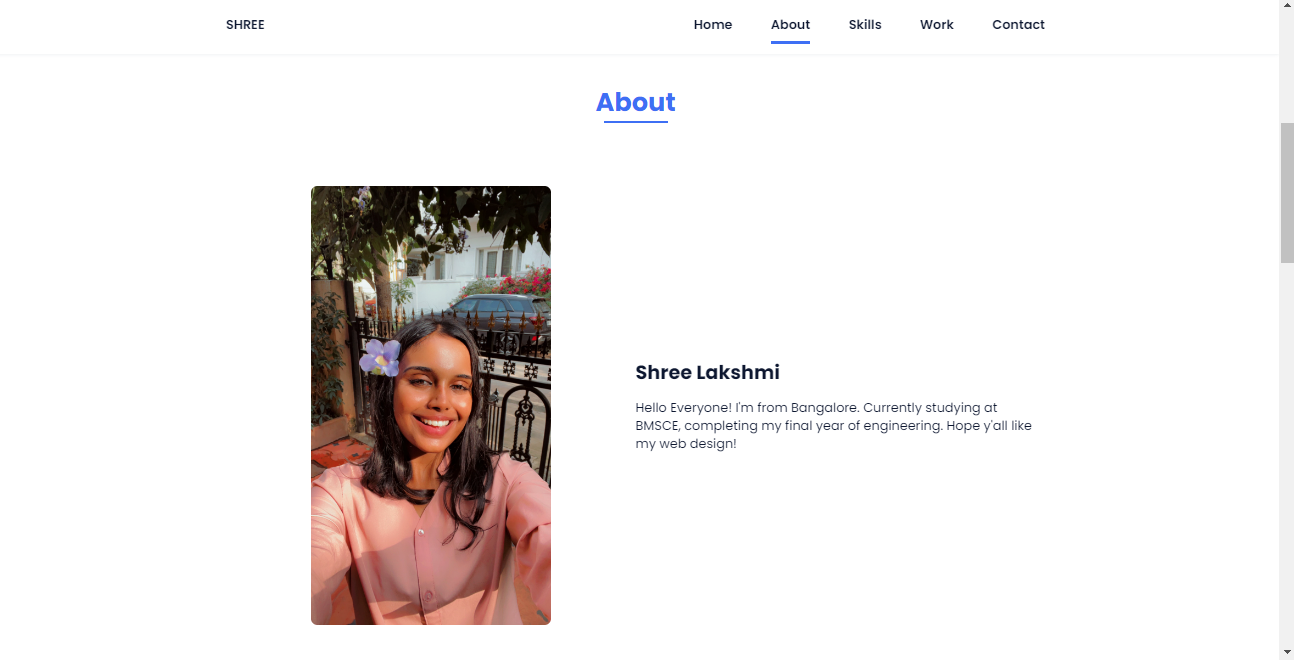 SHREE
Home About Skills Work Contact
About
Shree Lakshmi
Hello Everyone! I'm from Bangalore. Currently studying at
BMSCE, completing my final year of engineering. Hope y'all like
my web design!